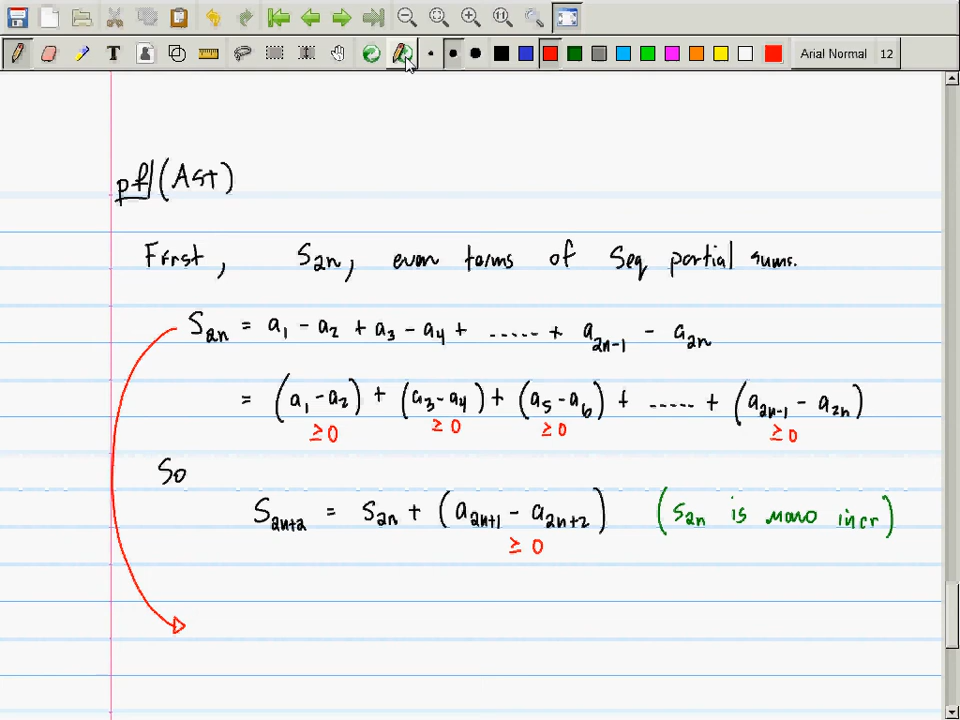 Arial Normal 12
pf (AST)
First, S2n, even terms of Seq partial sums.
S2n = a1 - a2 + a3 - a4 + ..... + a2n-1 - a2n
= (a1 - a2) + (a3 - a4) + (a5 - a6) + ..... + (a2n-1 - a2n)
≥ 0 ≥ 0 ≥ 0 ≥ 0
So
S2n+2 = S2n + (a2n+1 - a2n+2) (S2n is mono incr)
≥ 0